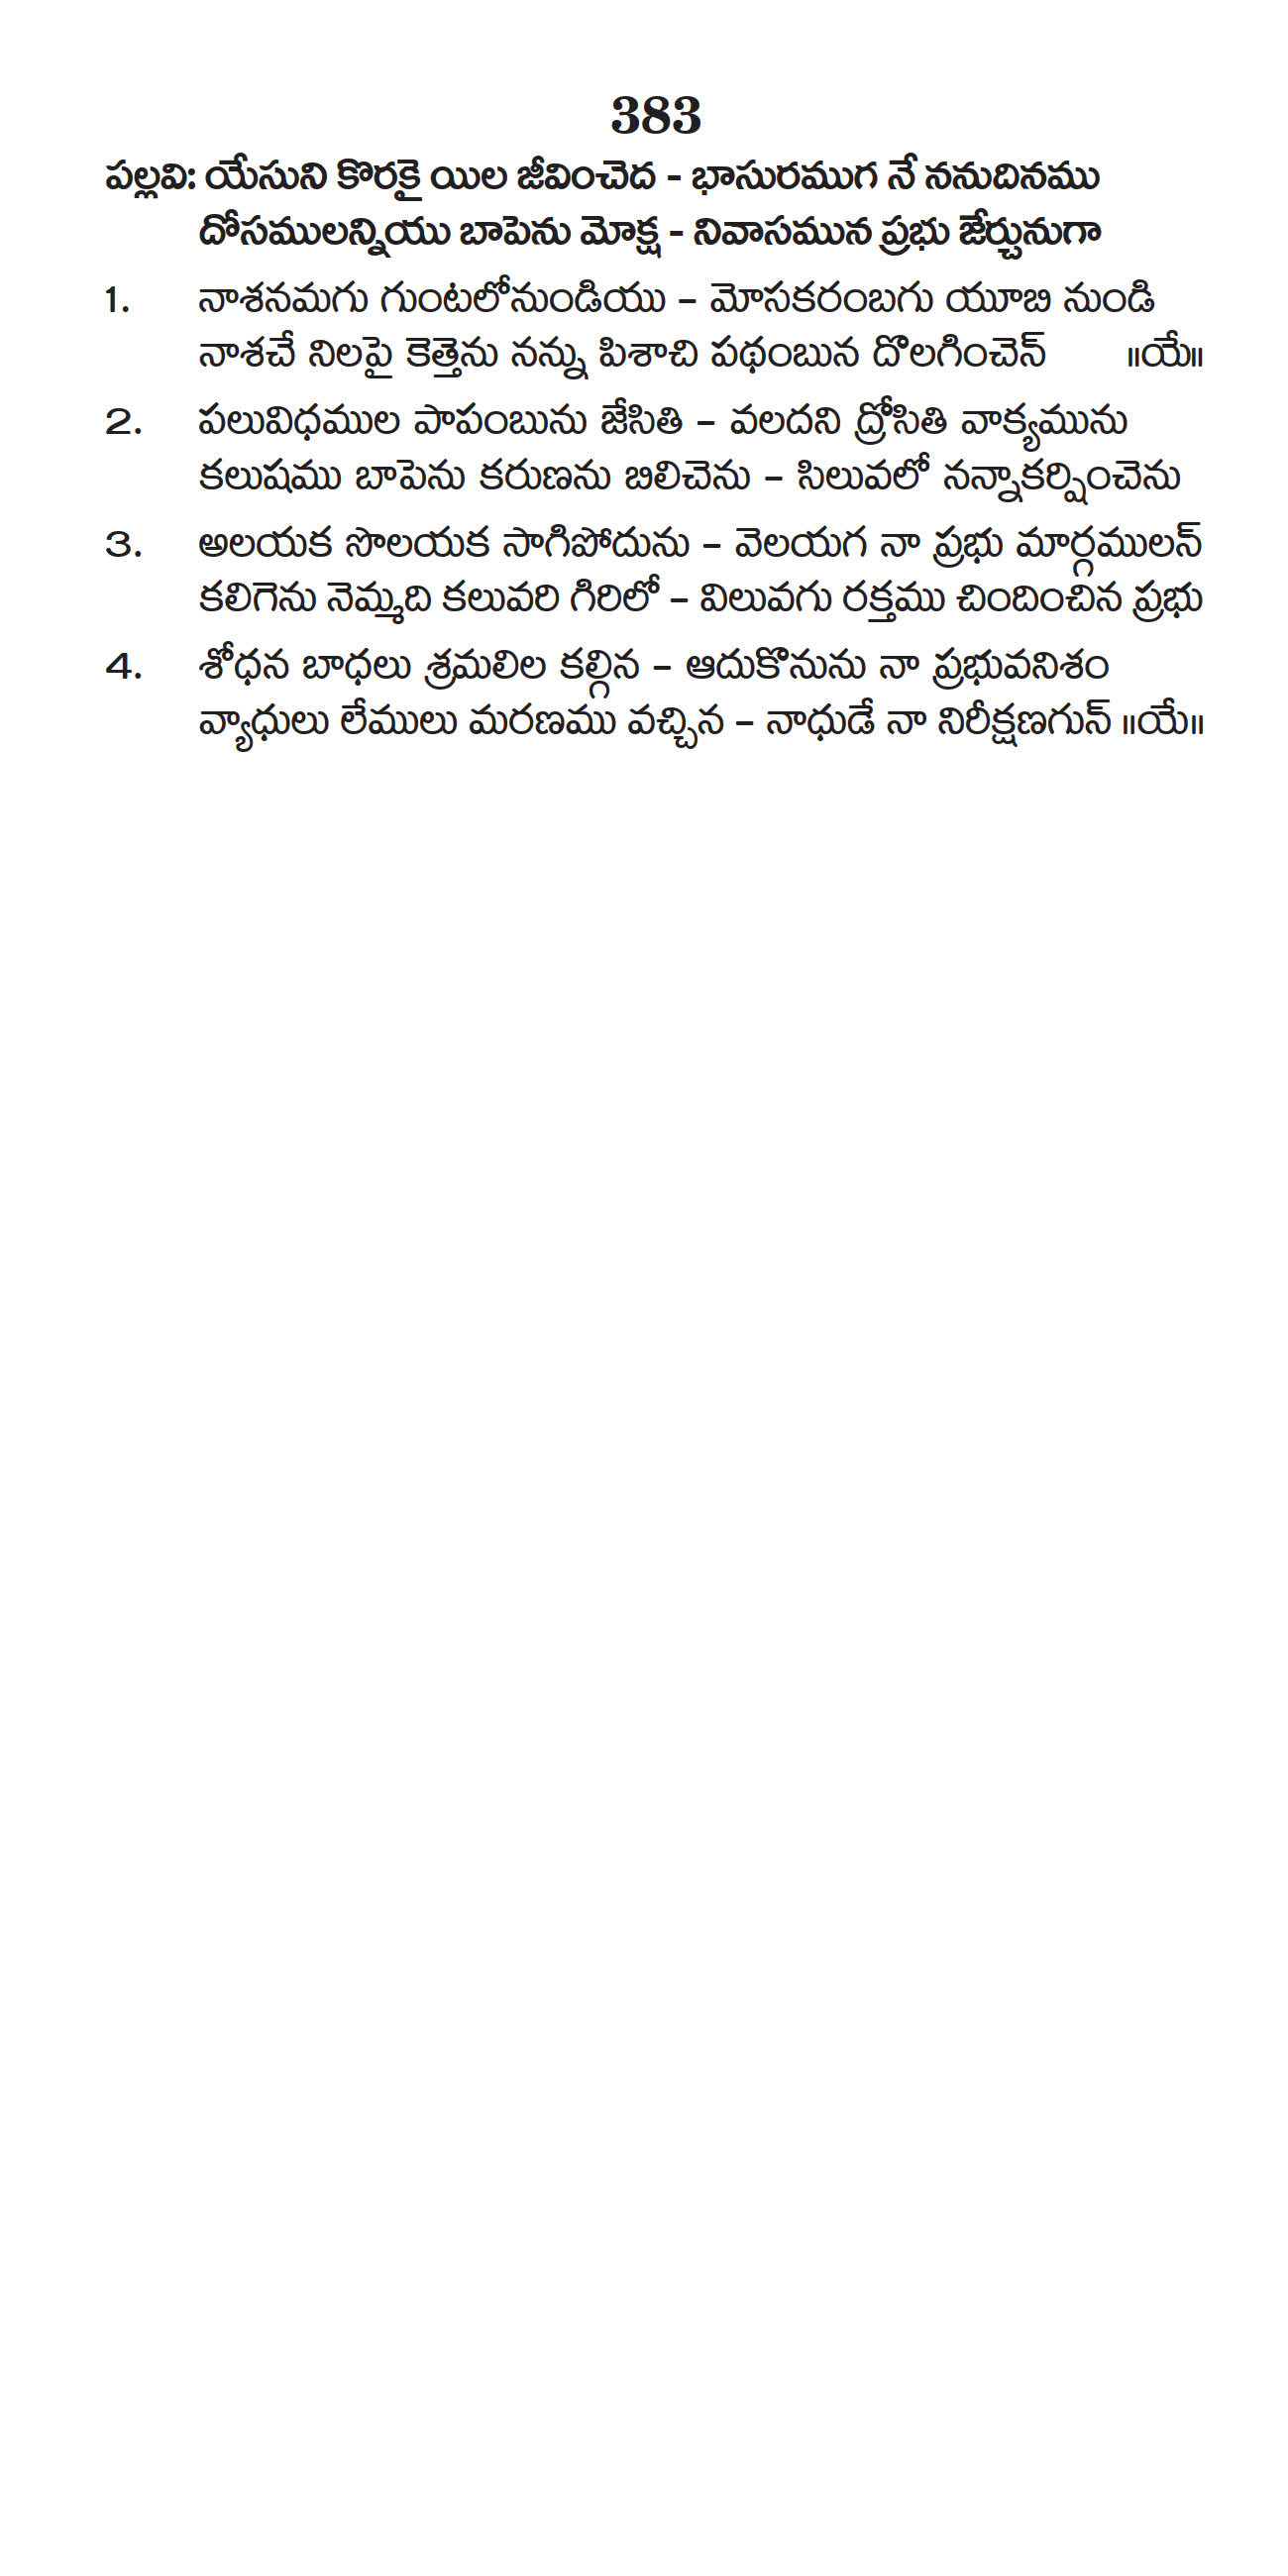 383
పల్లవి: యేసుని కొరకై యిల జీవించెద - భాసురముగ నే ననుదినము
దోసములన్నియు బాపెను మోక్ష - నివాసమున ప్రభు జేర్చునుగా
1. నాశనమగు గుంటలోనుండియు – మోసకరంబగు యూబి నుండి
నాశచే నిలపై కెత్తెను నన్ను పిశాచి పథంబున దొలగించెన్ ॥యే॥
2. పలువిధముల పాపంబును జేసితి – వలదని ద్రోసితి వాక్యమును
కలుషము బాపెను కరుణను బిలిచెను – సిలువలో నన్నాకర్షించెను
3. అలయక సొలయక సాగిపోదును – వెలయగ నా ప్రభు మార్గములన్
కలిగెను నెమ్మది కలువరి గిరిలో – విలువగు రక్తము చిందించిన ప్రభు
4. శోధన బాధలు శ్రమలిల కల్గిన – ఆదుకొనును నా ప్రభువనిశం
వ్యాధులు లేములు మరణము వచ్చిన – నాధుడే నా నిరీక్షణగున్ ॥యే॥